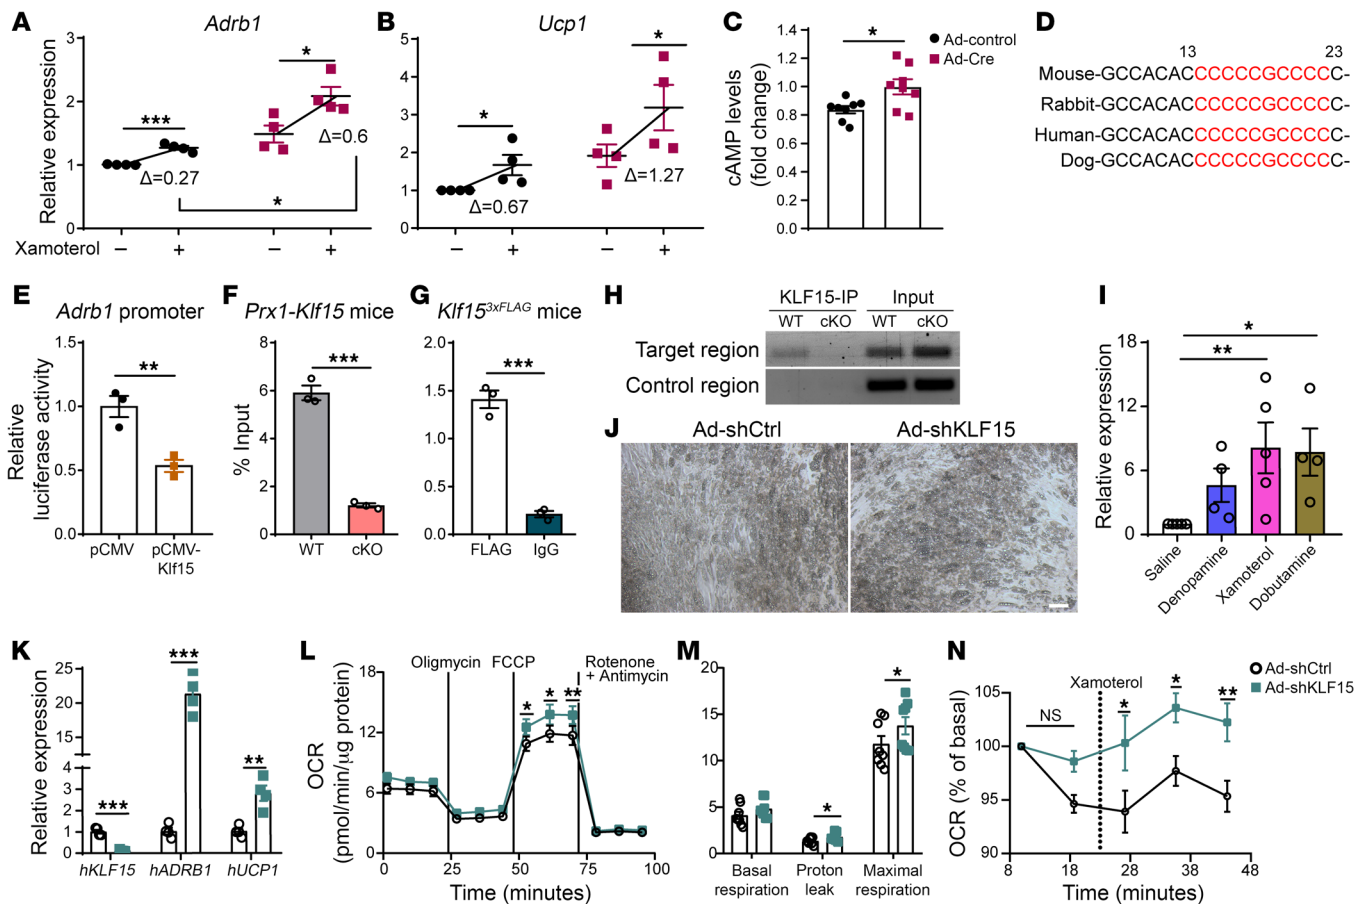 A
Adrb1
Relative expression
3
2
1
0
***
*
Δ=0.27
Δ=0.6
*
Xamoterol
–
+
–
+
B
Ucp1
5
4
3
2
1
0
*
*
Δ=0.67
Δ=1.27
–
+
–
+
C
cAMP levels
(fold change)
1.4
1.2
1.0
0.8
0.6
0.4
0.2
0.0
*
Ad-control
Ad-Cre
D
13 23
Mouse-GCCACACCCCCCGCCCCC-
Rabbit-GCCACACCCCCCGCCCCC-
Human-GCCACACCCCCCGCCCCC-
Dog-GCCACACCCCCCGCCCCC-
E
Adrb1 promoter
Relative
luciferase activity
1.5
1.0
0.5
0.0
**
pCMV
pCMV-
Klf15
F
Prx1-Klf15 mice
% Input
8
6
4
2
0
***
WT
cKO
G
Klf153xFLAG mice
2.0
1.5
1.0
0.5
0.0
***
FLAG
IgG
H
KLF15-IP Input
WT cKO WT cKO
Target region
Control region
I
Relative expression
18
12
6
0
*
**
Saline
Denopamine
Xamoterol
Dobutamine
J
Ad-shCtrl
Ad-shKLF15
K
Relative expression
25
20
15
10
5
4
3
2
1
0
***
***
**
hKLF15 hADRB1 hUCP1
L
OCR
(pmol/min/µg protein)
18
12
6
0
Oligmycin
FCCP
Rotenone
+ Antimycin
* * **
0 25 50 75 100
Time (minutes)
M
20
15
10
5
0
*
*
Basal
respiration
Proton
leak
Maximal
respiration
N
OCR (% of basal)
105
100
95
90
NS
Xamoterol
* * **
8 18 28 38 48
Time (minutes)
Ad-shCtrl
Ad-shKLF15